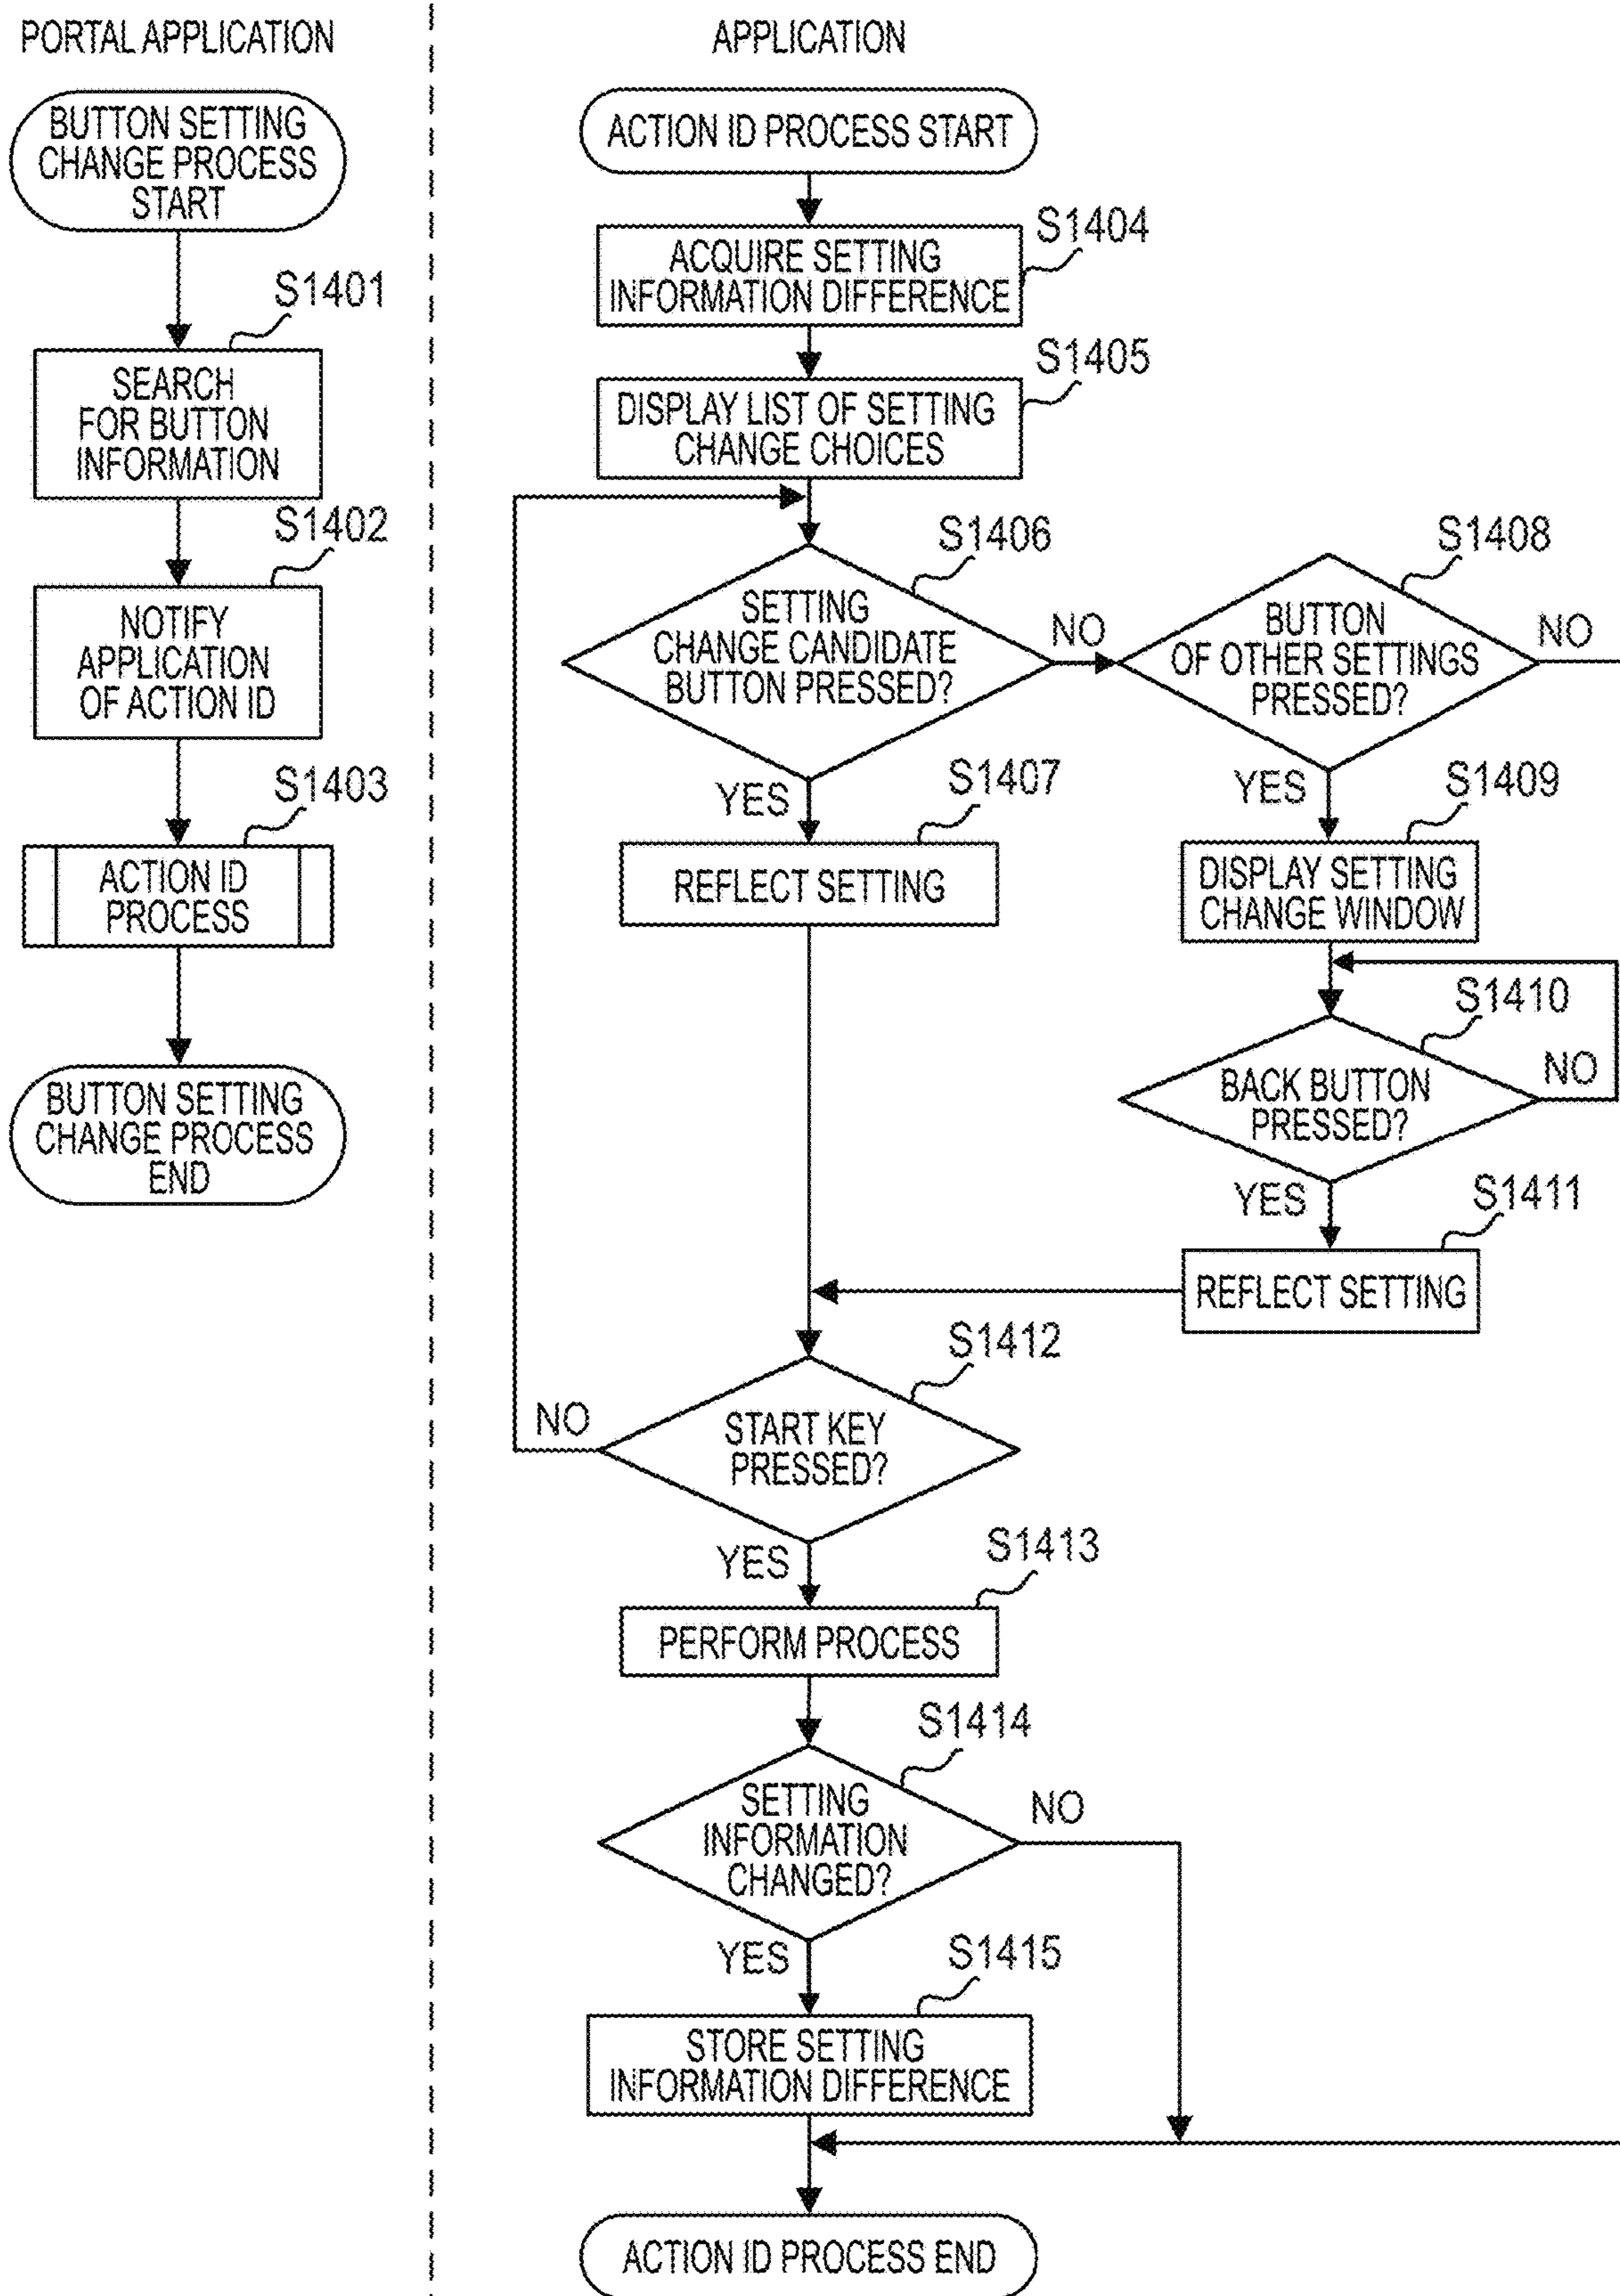 PORTAL APPLICATION
BUTTON SETTING
CHANGE PROCESS
START
S1401
SEARCH
FOR BUTTON
INFORMATION
S1402
NOTIFY
APPLICATION
OF ACTION ID
S1403
ACTION ID
PROCESS
BUTTON SETTING
CHANGE PROCESS
END
APPLICATION
ACTION ID PROCESS START
S1404
ACQUIRE SETTING
INFORMATION DIFFERENCE
S1405
DISPLAY LIST OF SETTING
CHANGE CHOICES
S1406
SETTING
CHANGE CANDIDATE
BUTTON PRESSED?
NO
YES
S1407
REFLECT SETTING
S1408
BUTTON
OF OTHER SETTINGS
PRESSED?
NO
YES
S1409
DISPLAY SETTING
CHANGE WINDOW
S1410
BACK BUTTON
PRESSED?
NO
YES
S1411
REFLECT SETTING
S1412
START KEY
PRESSED?
NO
YES
S1413
PERFORM PROCESS
S1414
SETTING
INFORMATION
CHANGED?
NO
YES
S1415
STORE SETTING
INFORMATION DIFFERENCE
ACTION ID PROCESS END